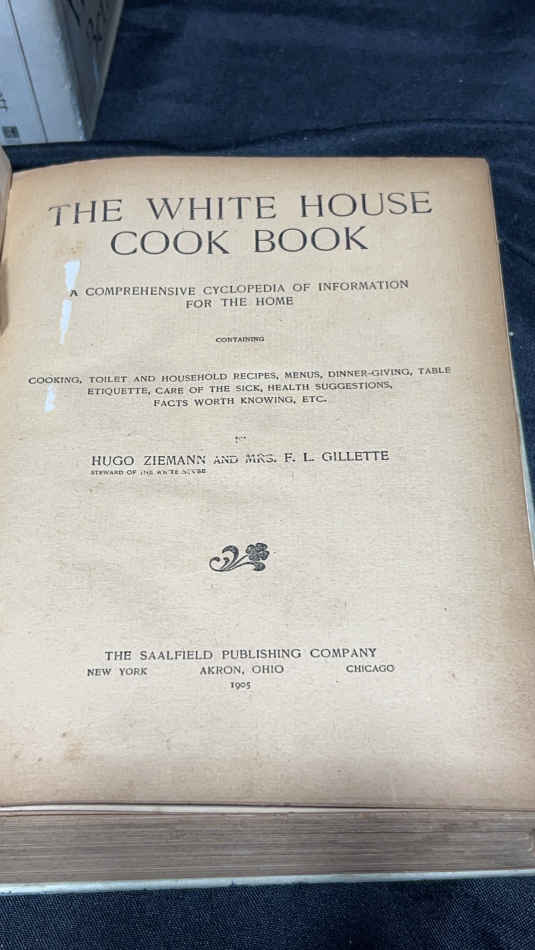 THE WHITE HOUSE
COOK BOOK
A COMPREHENSIVE CYCLOPEDIA OF INFORMATION
FOR THE HOME
CONTAINING
COOKING, TOILET AND HOUSEHOLD RECIPES, MENUS, DINNER-GIVING, TABLE
ETIQUETTE, CARE OF THE SICK, HEALTH SUGGESTIONS,
FACTS WORTH KNOWING, ETC.
HUGO ZIEMANN AND MRS. F. L. GILLETTE
STEWARD OF THE WHITE HOUSE
THE SAALFIELD PUBLISHING COMPANY
NEW YORK AKRON, OHIO CHICAGO
1905